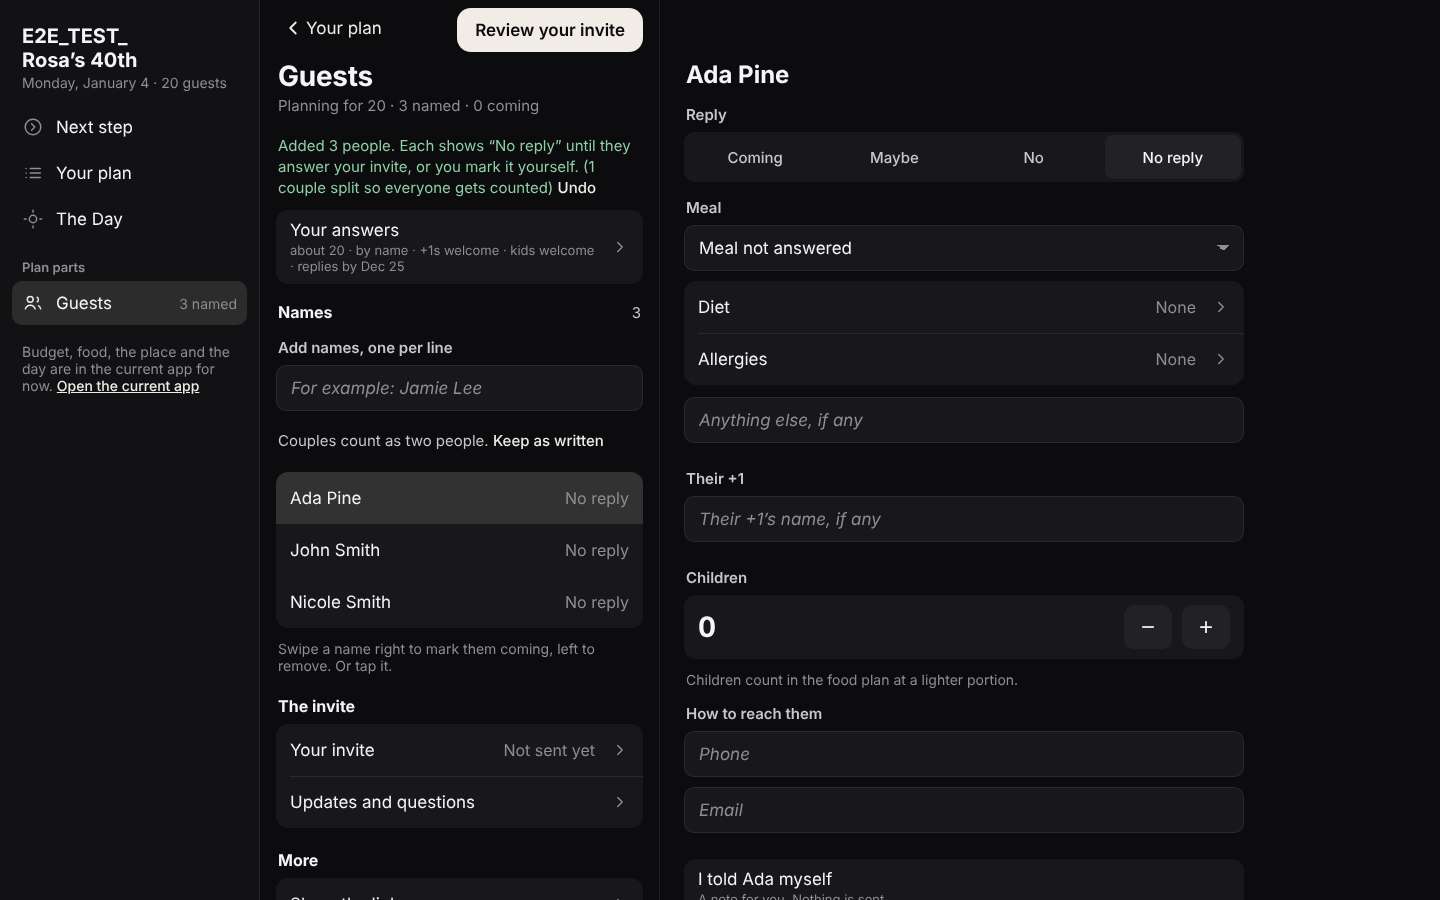 E2E_TEST_
Rosa’s 40th
Monday, January 4 · 20 guests
Next step
Your plan
The Day
Plan parts
Guests 3 named
Budget, food, the place and the
day are in the current app for
now. Open the current app
Your plan
Review your invite
Guests
Planning for 20 · 3 named · 0 coming
Added 3 people. Each shows “No reply” until they
answer your invite, or you mark it yourself. (1
couple split so everyone gets counted) Undo
Your answers
about 20 · by name · +1s welcome · kids welcome
· replies by Dec 25
Names 3
Add names, one per line
For example: Jamie Lee
Couples count as two people. Keep as written
Ada Pine No reply
John Smith No reply
Nicole Smith No reply
Swipe a name right to mark them coming, left to
remove. Or tap it.
The invite
Your invite Not sent yet
Updates and questions
More
Ada Pine
Reply
Coming Maybe No No reply
Meal
Meal not answered
Diet None
Allergies None
Anything else, if any
Their +1
Their +1’s name, if any
Children
0 − +
Children count in the food plan at a lighter portion.
How to reach them
Phone
Email
I told Ada myself
A note for you. Nothing is sent.